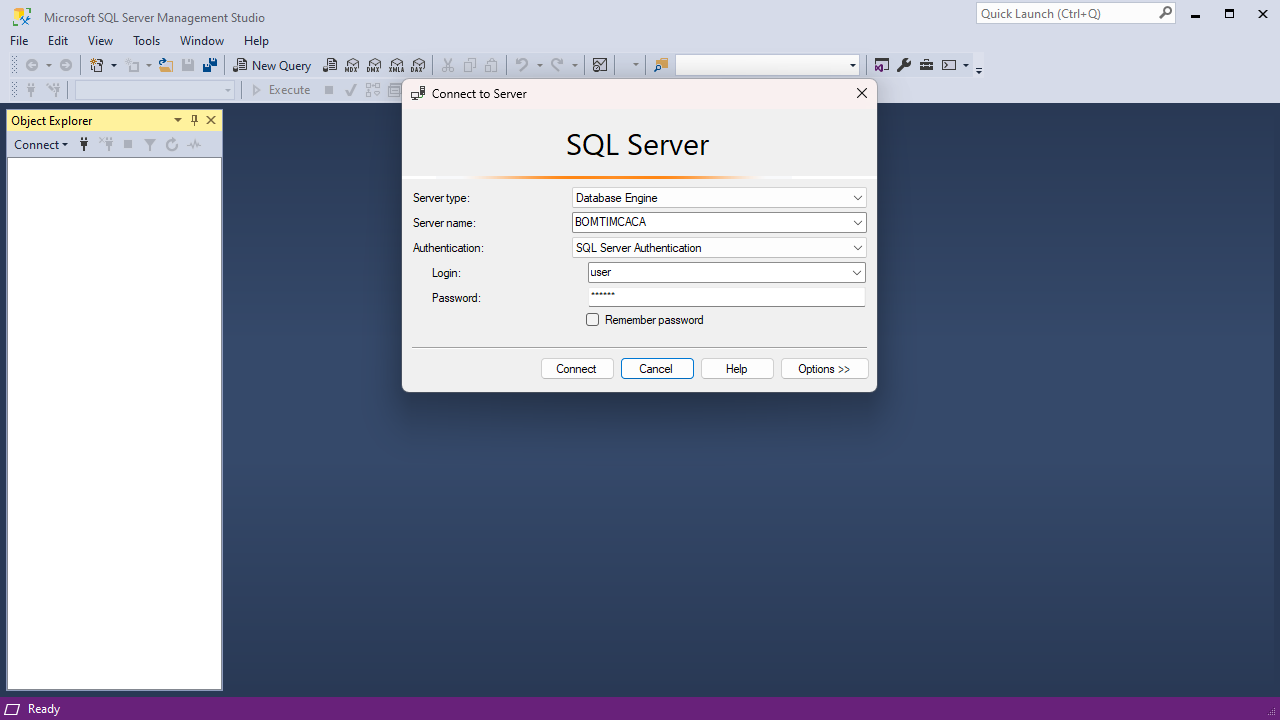 Microsoft SQL Server Management Studio
Quick Launch (Ctrl+Q)
File Edit View Tools Window Help
New Query MDX DMX XMLA DAX
Execute
Object Explorer
Connect
Connect to Server
SQL Server
Server type: Database Engine
Server name: BOMTIMCACA
Authentication: SQL Server Authentication
Login: user
Password: ******
Remember password
Connect Cancel Help Options >>
Ready